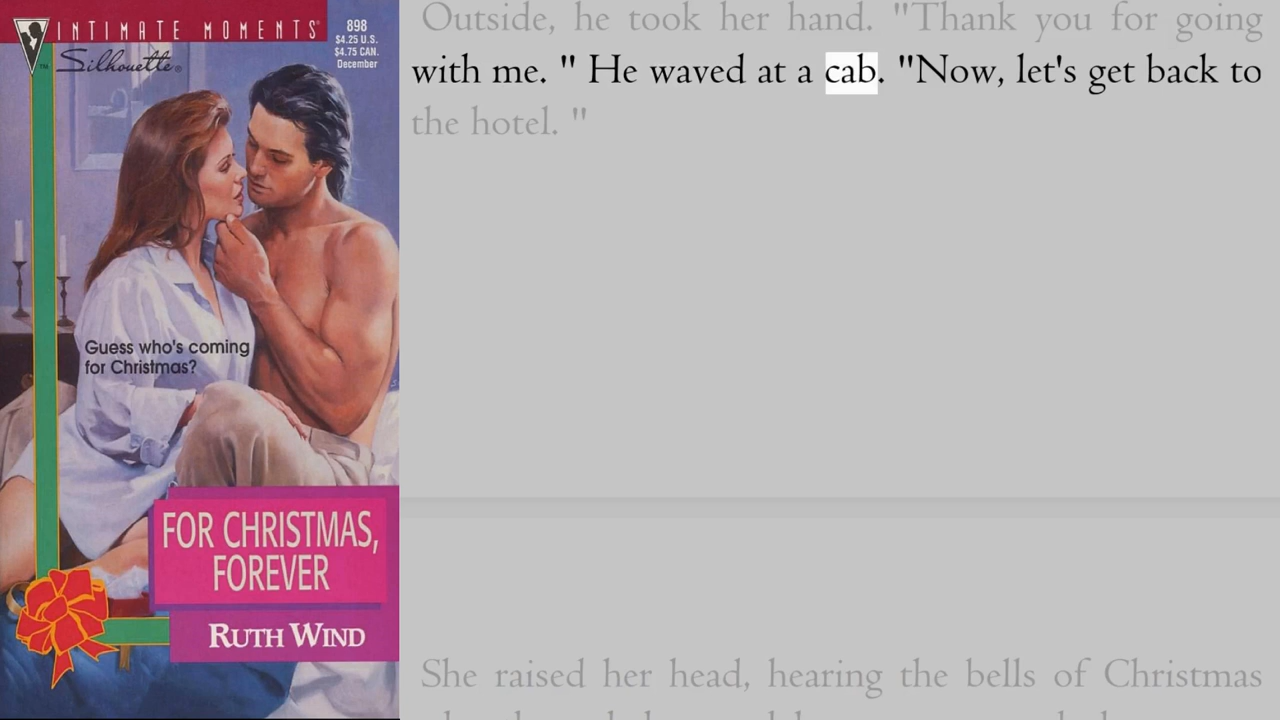 INTIMATE MOMENTS®
898
$4.25 U.S.
$4.75 CAN.
December
TM
Silhouette®
Guess who's coming
for Christmas?
FOR CHRISTMAS,
FOREVER
RUTH WIND
Outside, he took her hand. "Thank you for going
with me. " He waved at a cab. "Now, let's get back to
the hotel. "
She raised her head, hearing the bells of Christmas